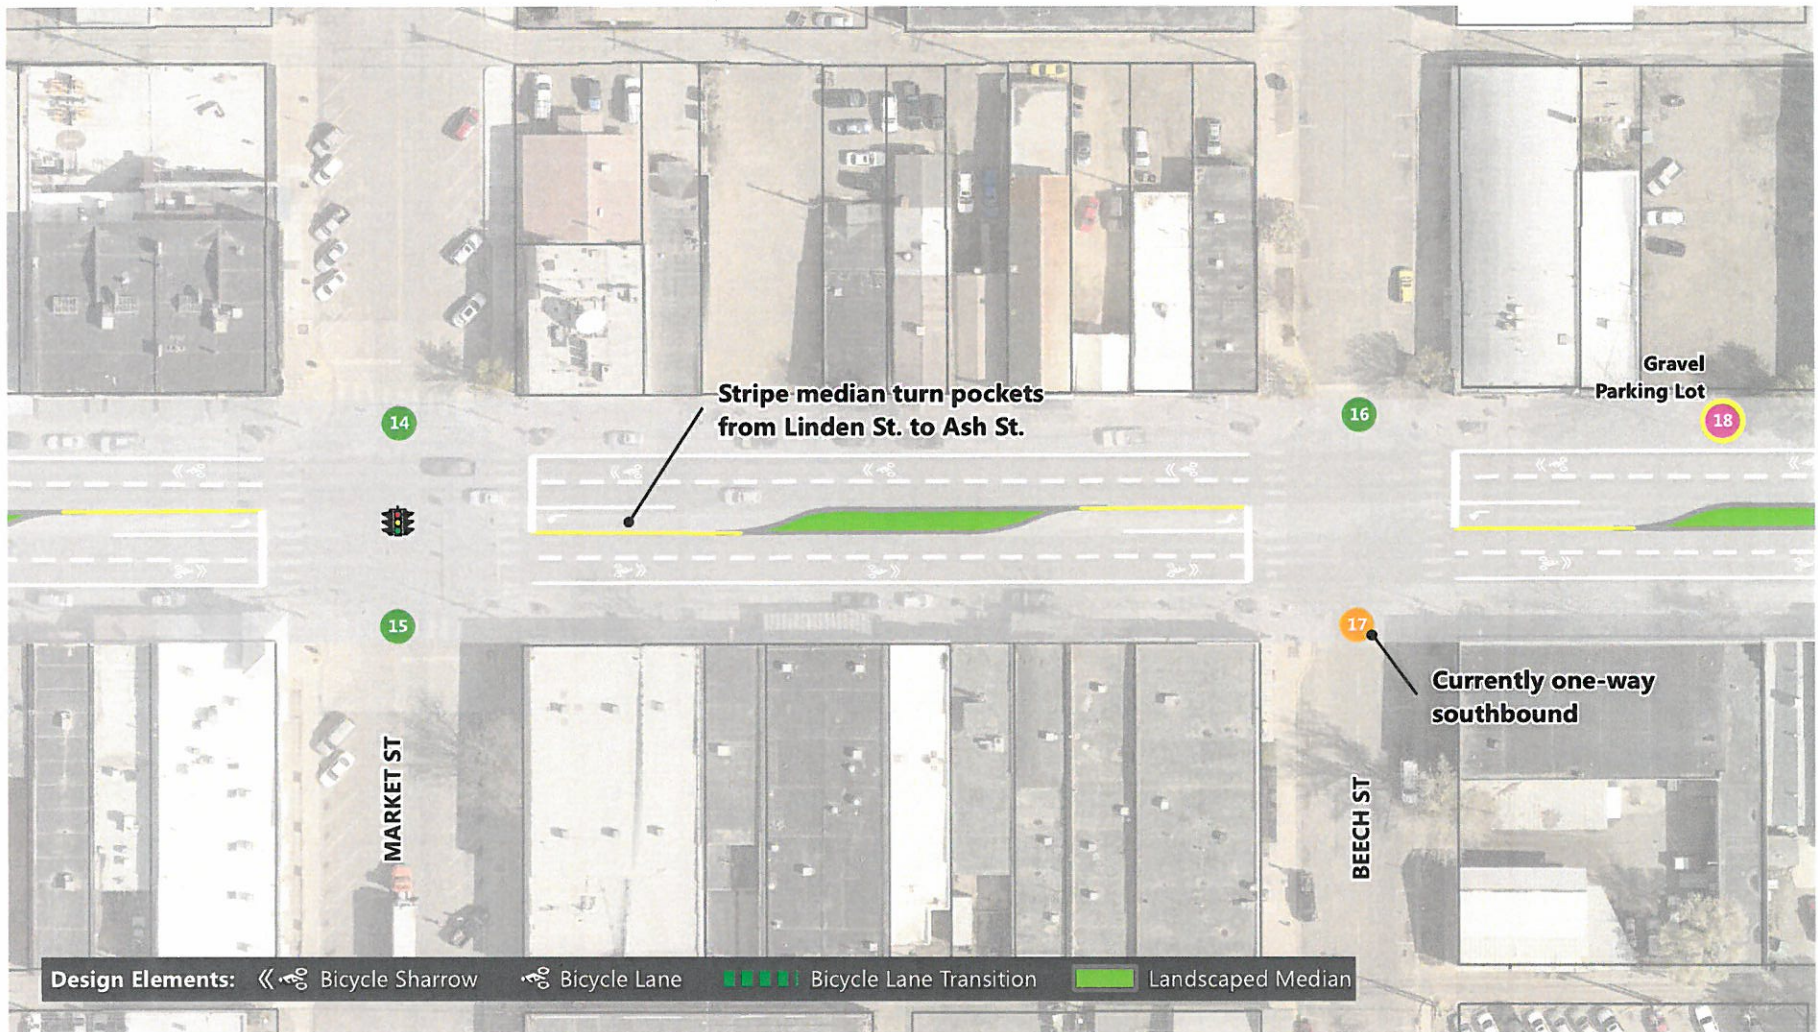 Gravel
Parking Lot
Stripe median turn pockets
from Linden St. to Ash St.
14
16
18
15
17
Currently one-way
southbound
MARKET ST
BEECH ST
Design Elements: Bicycle Sharrow Bicycle Lane Bicycle Lane Transition Landscaped Median